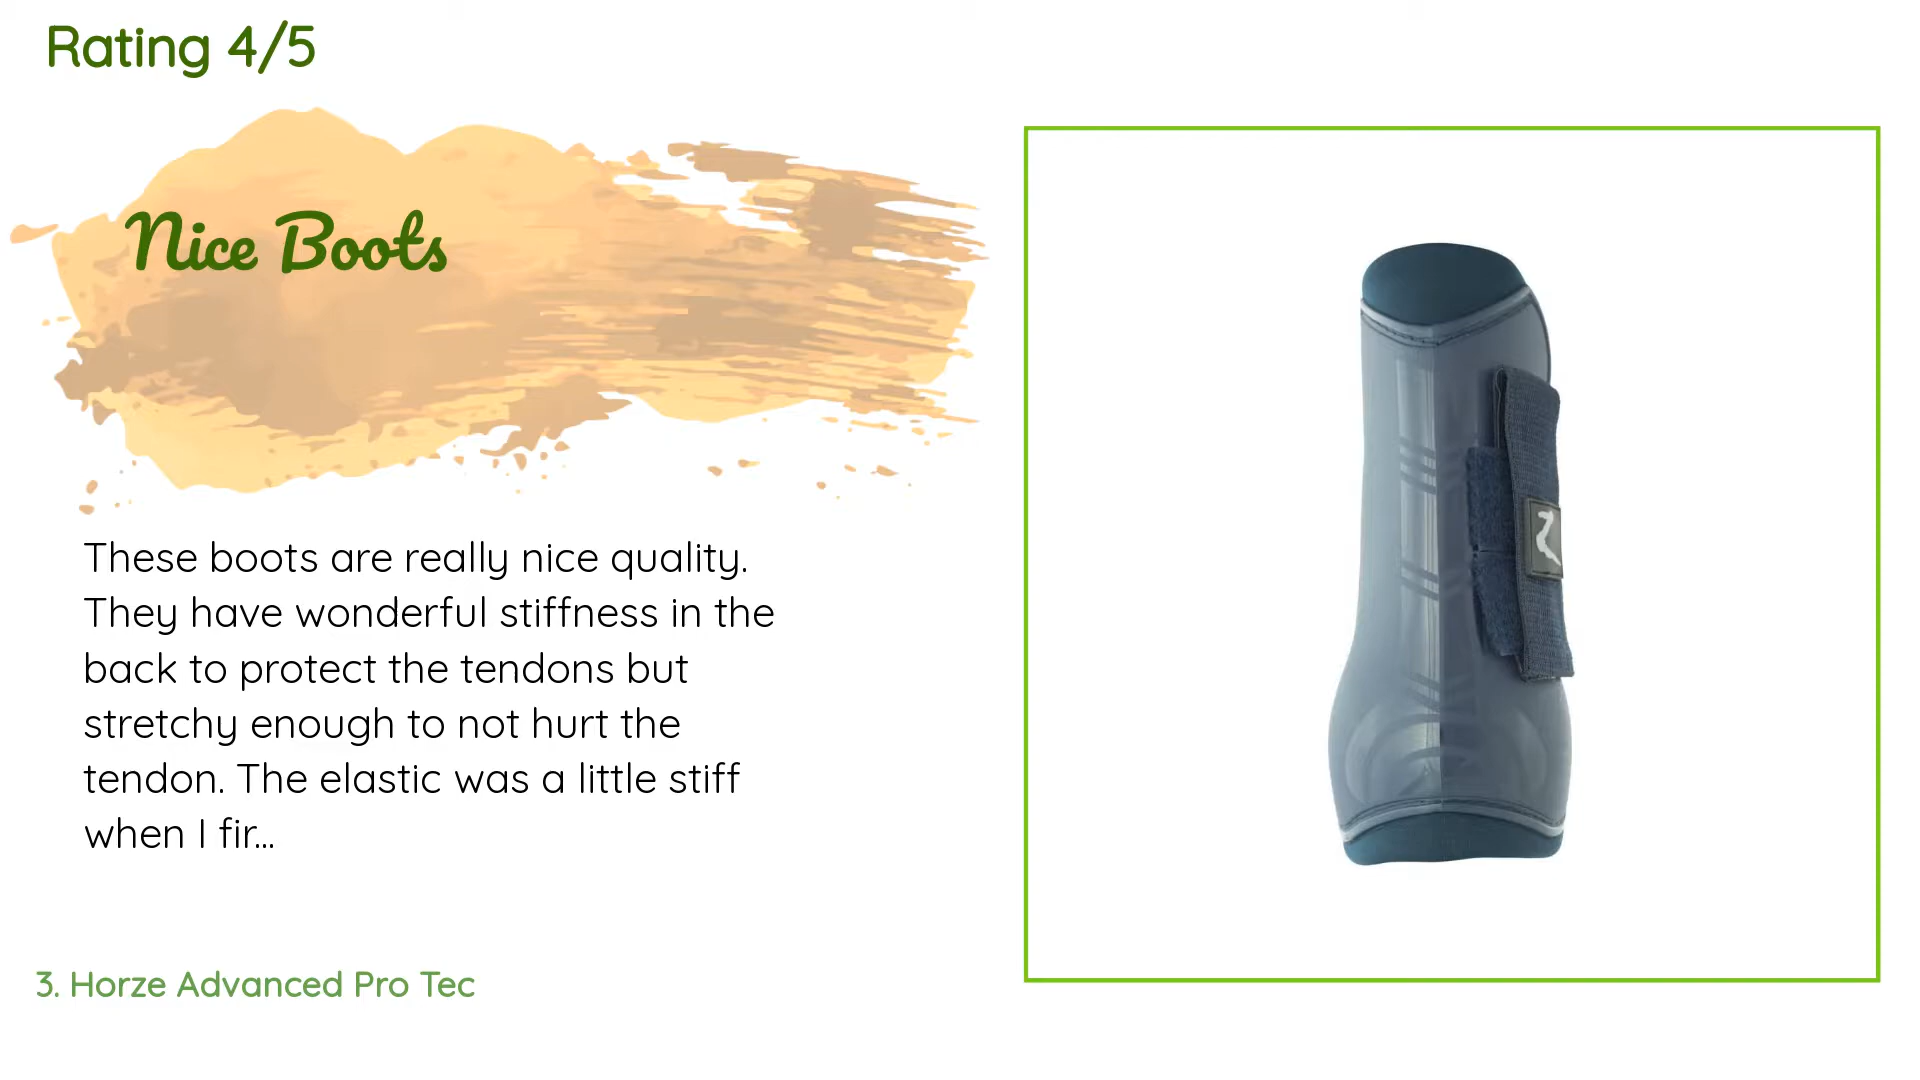 Rating 4/5
Nice Boots
These boots are really nice quality.
They have wonderful stiffness in the
back to protect the tendons but
stretchy enough to not hurt the
tendon. The elastic was a little stiff
when I fir...
3. Horze Advanced Pro Tec